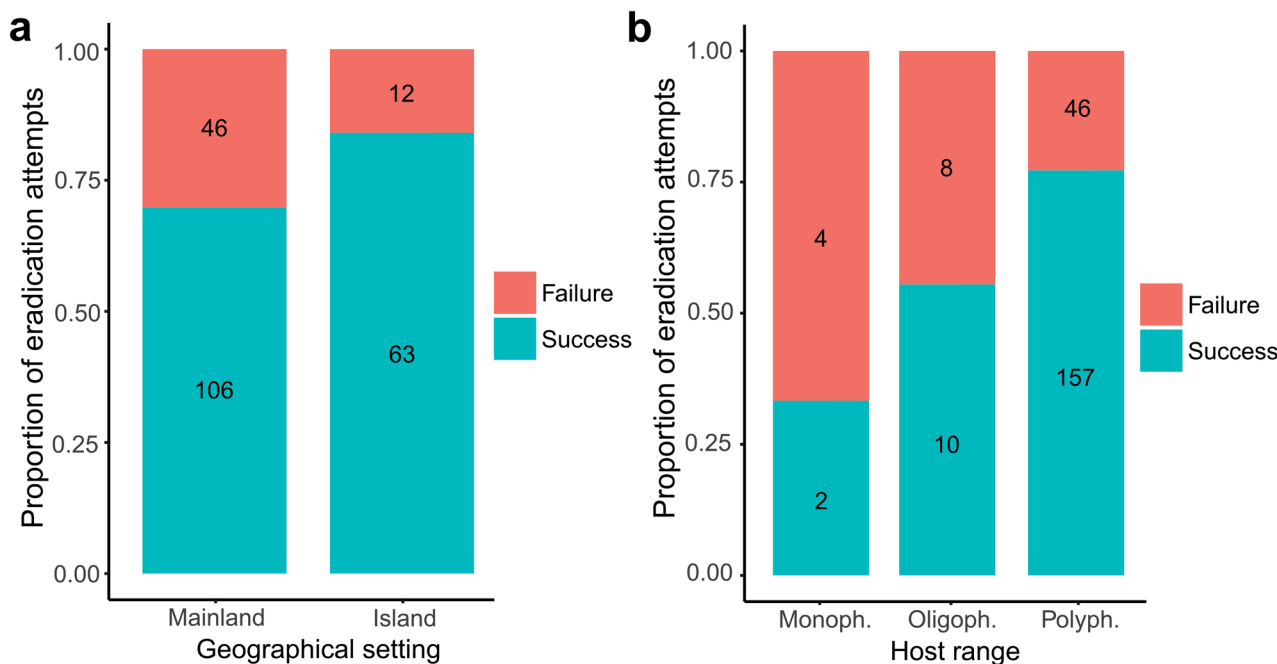 a
Proportion of eradication attempts
1.00
0.75
0.50
0.25
0.00
46
12
106
63
Mainland
Island
Geographical setting
Failure
Success
b
Proportion of eradication attempts
1.00
0.75
0.50
0.25
0.00
4
8
46
2
10
157
Monoph.
Oligoph.
Polyph.
Host range
Failure
Success